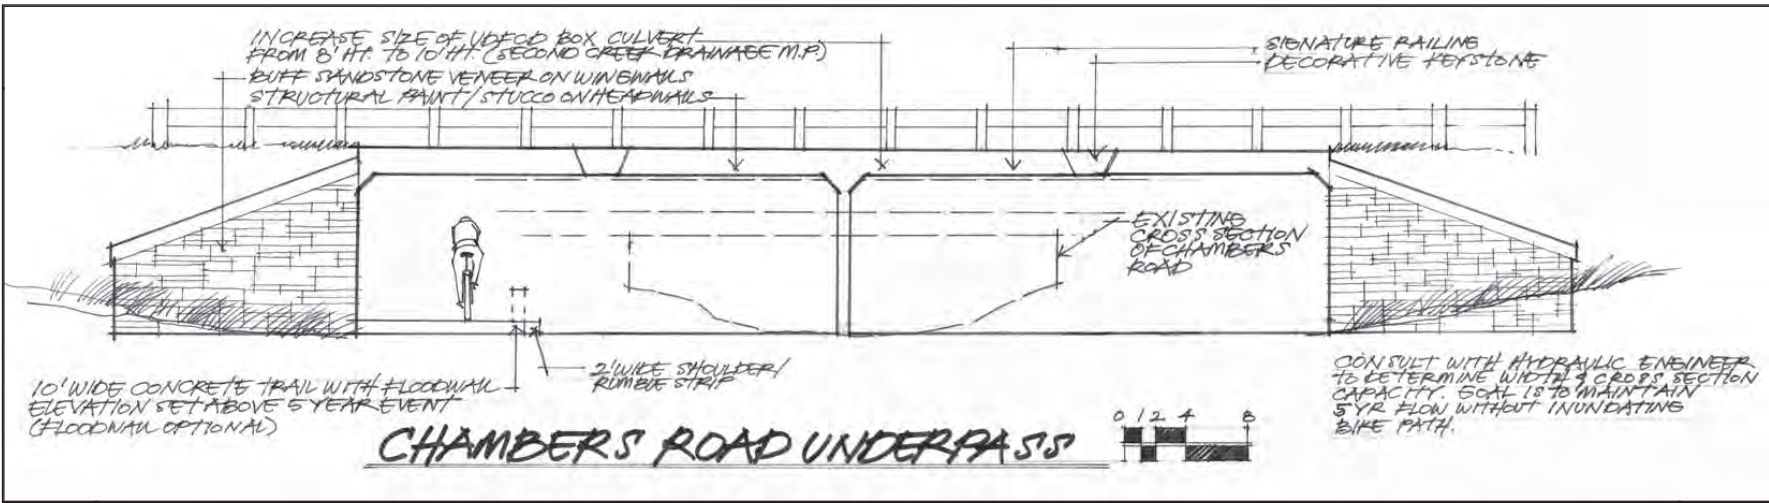 INCREASE SIZE OF UDFCD BOX CULVERT
FROM 8' HT. TO 10' HT. (SECOND CREEK DRAINAGE M.P.)
BUFF SANDSTONE VENEER ON WINGWALLS
STRUCTURAL PAINT/STUCCO ON HEADWALLS
SIGNATURE RAILING
DECORATIVE KEYSTONE
EXISTING
CROSS SECTION
OF CHAMBERS
ROAD
2' WIDE SHOULDER/
RUMBLE STRIP
10' WIDE CONCRETE TRAIL WITH FLOODWALL
ELEVATION SET ABOVE 5 YEAR EVENT
(FLOODWALL OPTIONAL)
CONSULT WITH HYDRAULIC ENGINEER
TO DETERMINE WIDTH & CROSS SECTION
CAPACITY. GOAL IS TO MAINTAIN
5 YR FLOW WITHOUT INUNDATING
BIKE PATH.
CHAMBERS ROAD UNDERPASS
0 1 2 4 8